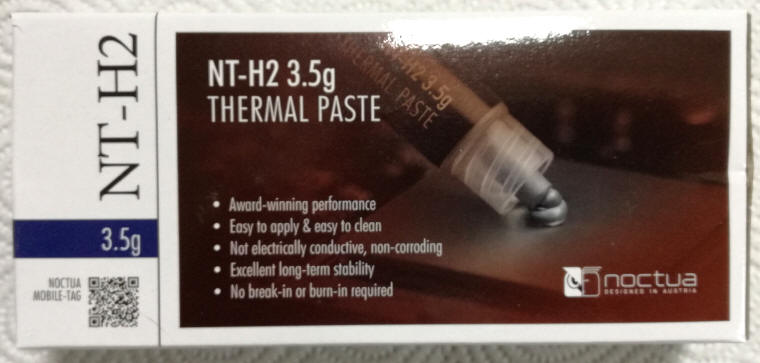 NT-H2
3.5g
NOCTUA
MOBILE-TAG
NT-H2 3.5g
THERMAL PASTE
NT-H2 3.5g
THERMAL PASTE
• Award-winning performance
• Easy to apply & easy to clean
• Not electrically conductive, non-corroding
• Excellent long-term stability
• No break-in or burn-in required
noctua
DESIGNED IN AUSTRIA